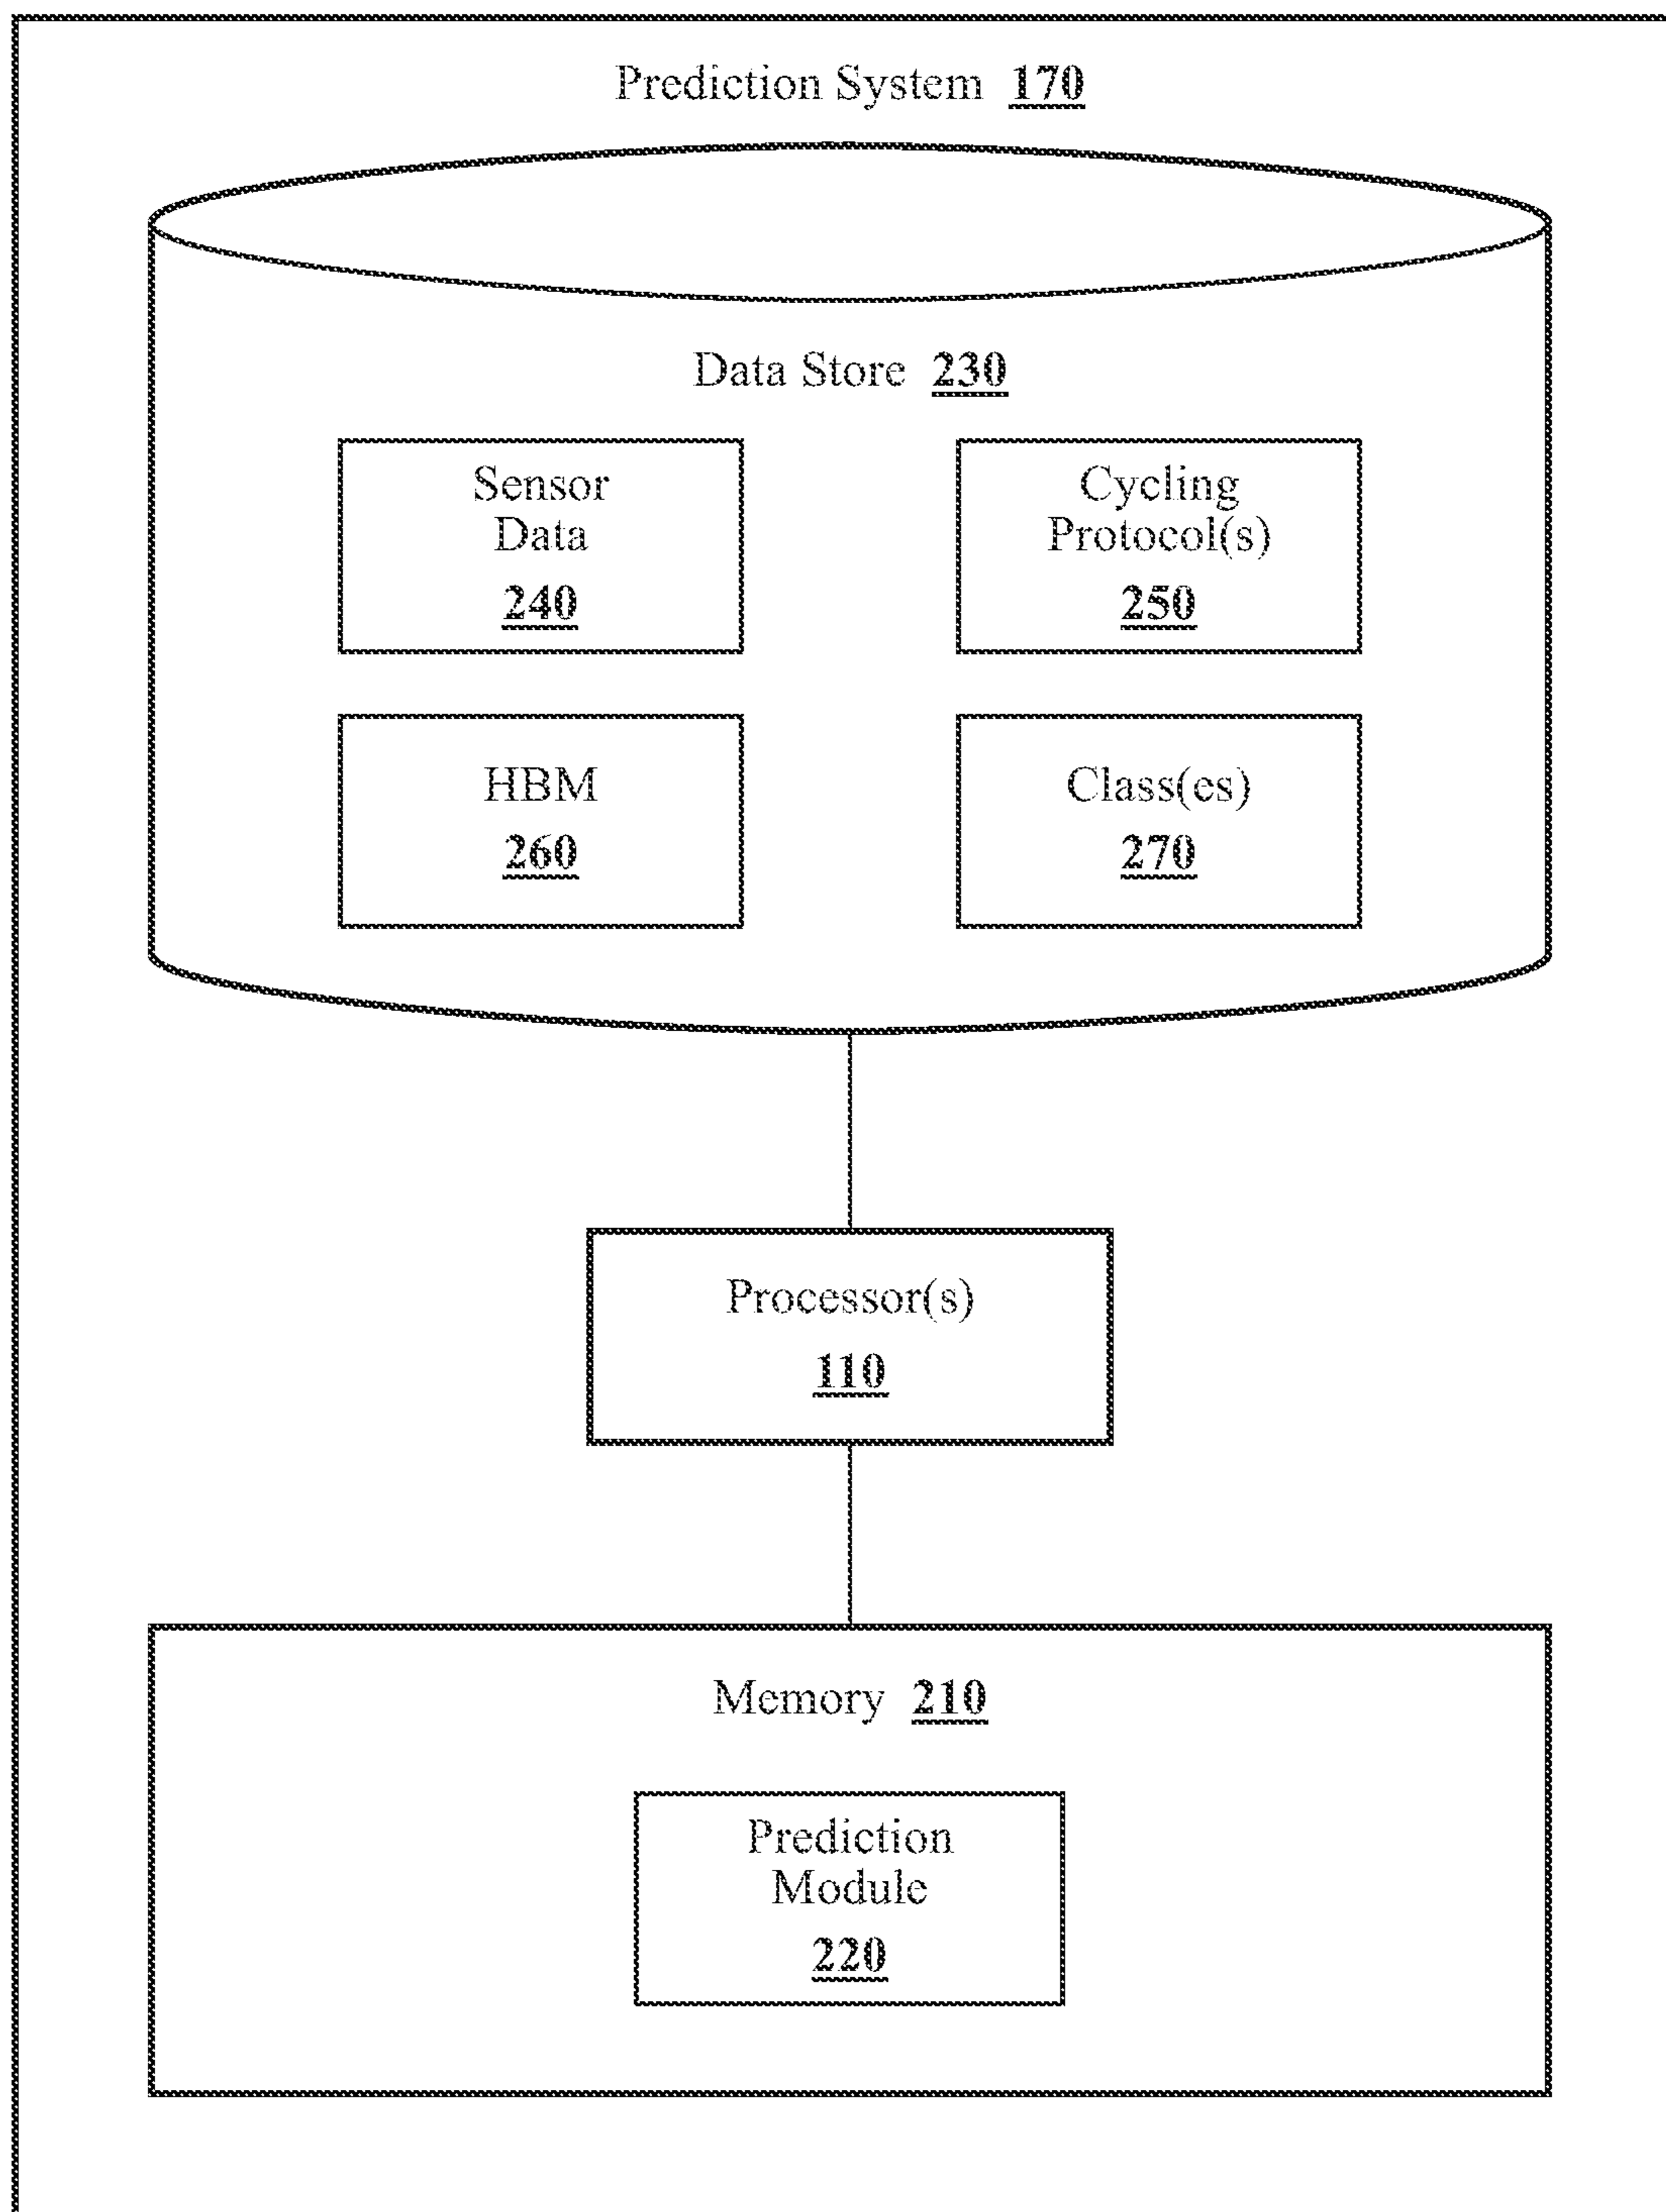 Prediction System 170
Data Store 230
Sensor
Data
240
Cycling
Protocol(s)
250
HBM
260
Class(es)
270
Processor(s)
110
Memory 210
Prediction
Module
220